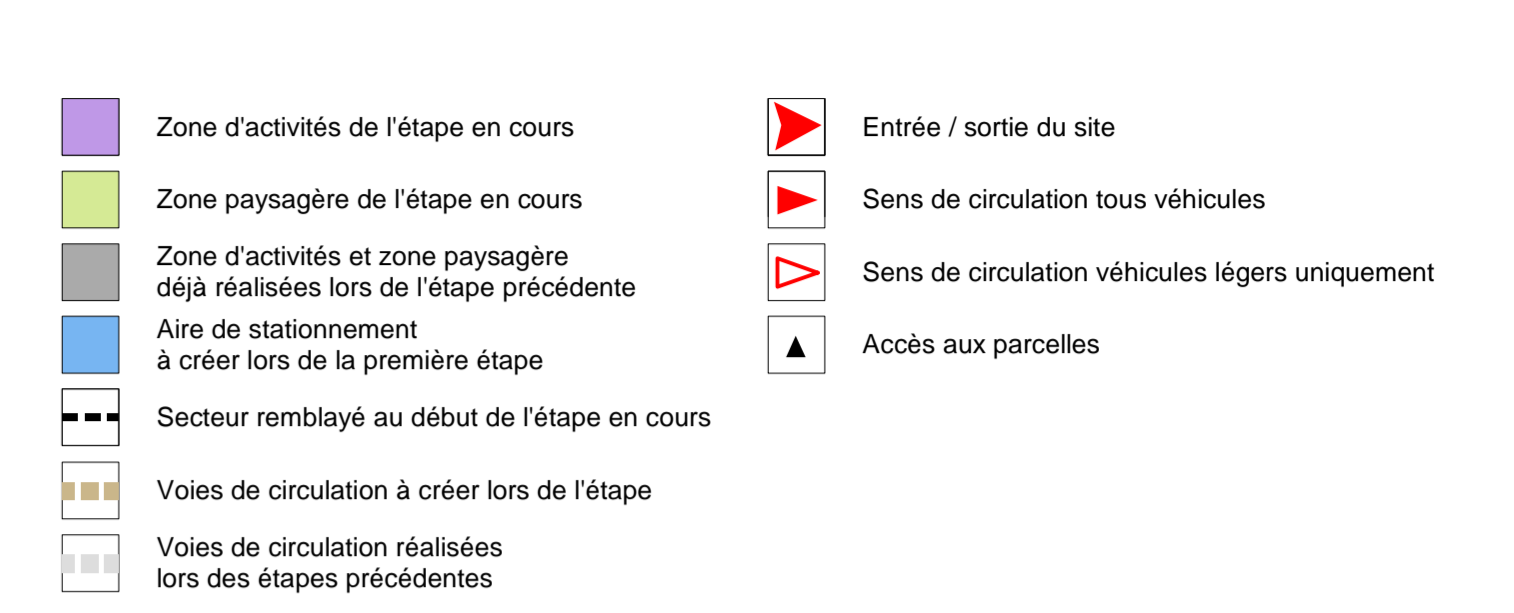 Zone d'activités de l'étape en cours
Zone paysagère de l'étape en cours
Zone d'activités et zone paysagère
déjà réalisées lors de l'étape précédente
Aire de stationnement
à créer lors de la première étape
Secteur remblayé au début de l'étape en cours
Voies de circulation à créer lors de l'étape
Voies de circulation réalisées
lors des étapes précédentes
Entrée / sortie du site
Sens de circulation tous véhicules
Sens de circulation véhicules légers uniquement
Accès aux parcelles